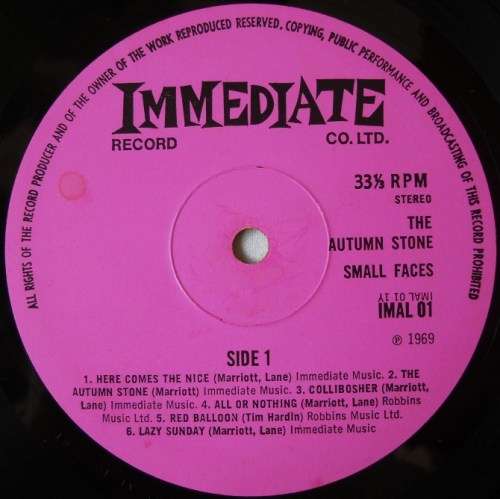 ALL RIGHTS OF THE RECORD PRODUCER AND OF THE OWNER OF THE WORK REPRODUCED RESERVED. COPYING, PUBLIC PERFORMANCE AND BROADCASTING OF THIS RECORD PROHIBITED
IMMEDIATE
RECORD CO. LTD.
33⅓ RPM
STEREO
THE
AUTUMN STONE
SMALL FACES
IMAL 01 1Y
IMAL 01
℗ 1969
SIDE 1
1. HERE COMES THE NICE (Marriott, Lane) Immediate Music. 2. THE
AUTUMN STONE (Marriott) Immediate Music. 3. COLLIBOSHER (Marriott,
Lane) Immediate Music. 4. ALL OR NOTHING (Marriott, Lane) Robbins
Music Ltd. 5. RED BALLOON (Tim Hardin) Robbins Music Ltd.
6. LAZY SUNDAY (Marriott, Lane) Immediate Music